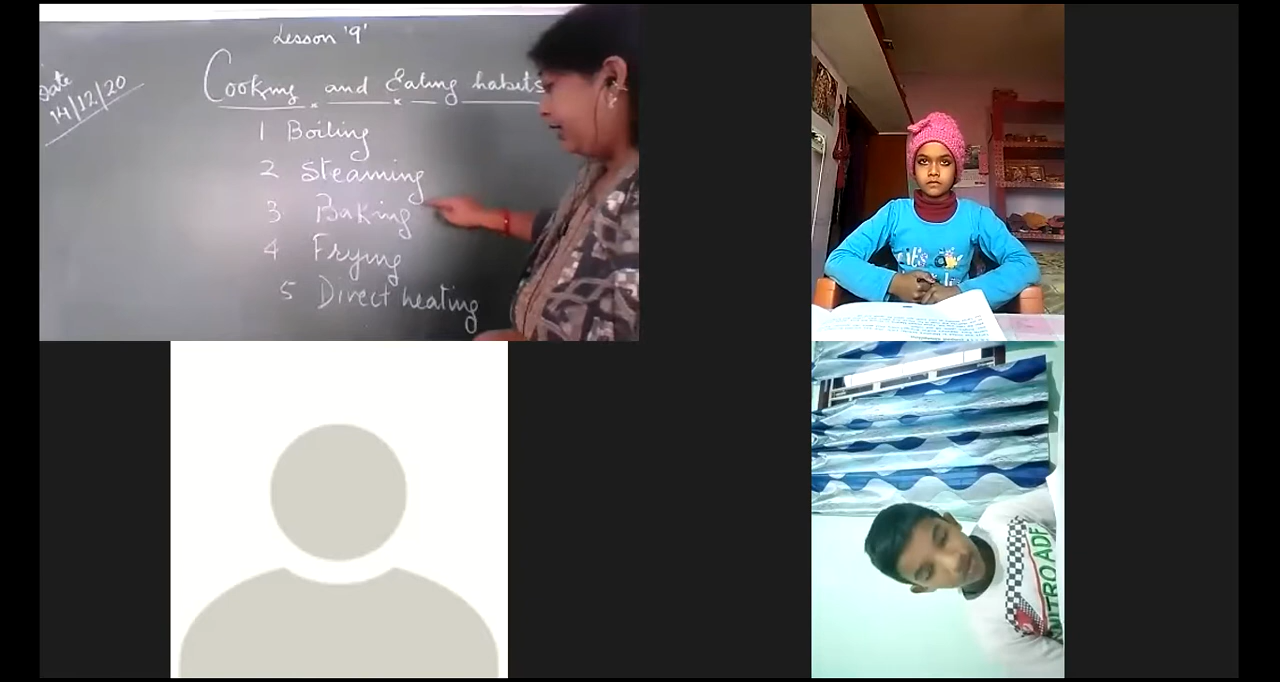 Lesson '9'
Date
14/12/20
Cooking and Eating habits
1 Boiling
2 Steaming
3 Baking
4 Frying
5 Direct heating
NITRO ADR